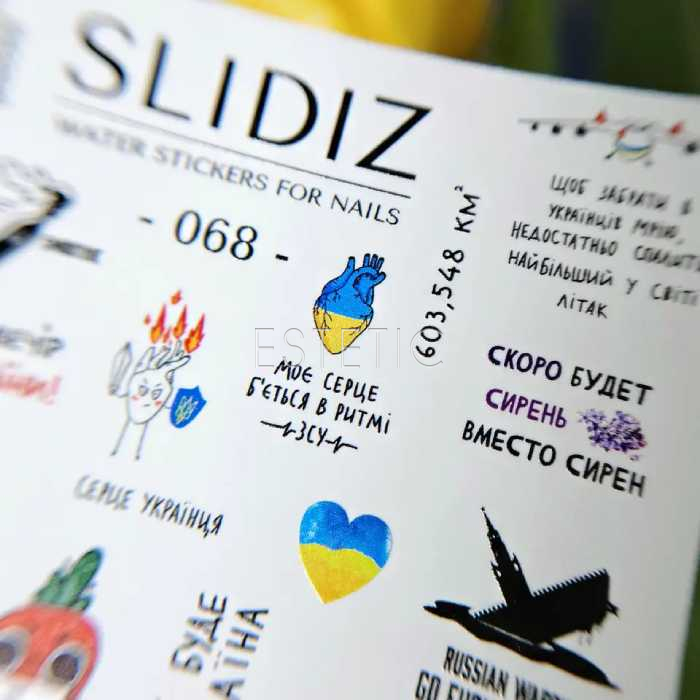 SLIDIZ
WATER STICKERS FOR NAILS
- 068 -
603,548 КМ²
ЩОБ ЗАБРАТИ В
УКРАЇНЦІВ МРІЮ,
НЕДОСТАТНЬО СПАЛИТИ
НАЙБІЛЬШИЙ У СВІТІ
ЛІТАК
ESTETIC
МОЄ СЕРЦЕ
Б'ЄТЬСЯ В РИТМІ
ЗСУ
СКОРО БУДЕТ
СИРЕНЬ
ВМЕСТО СИРЕН
СЕРЦЕ УКРАЇНЦЯ
БУДЕ
RUSSIAN